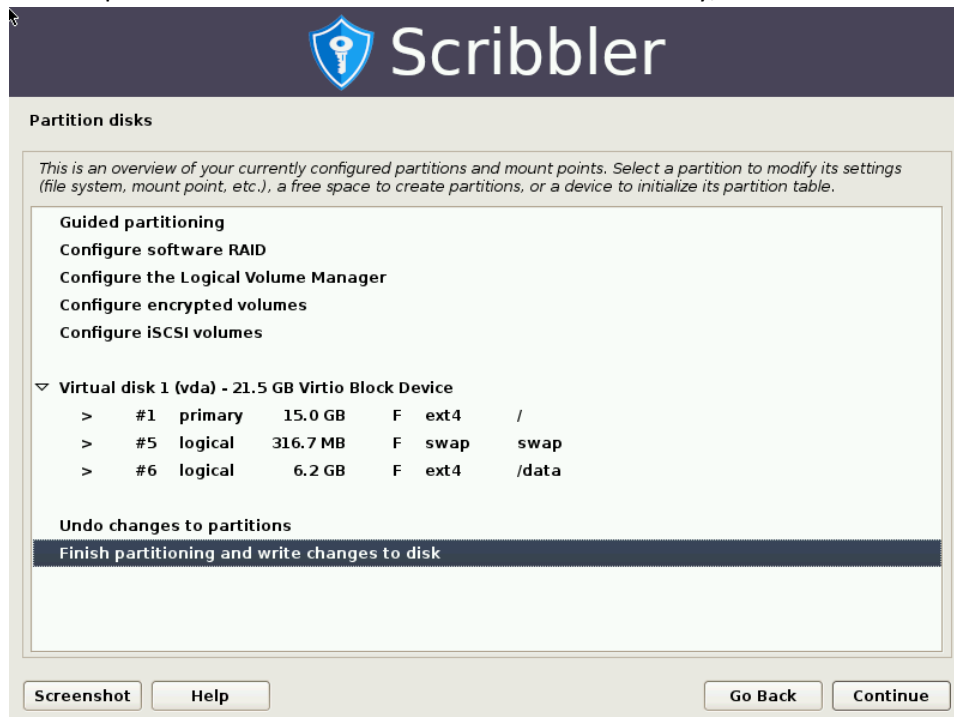 Scribbler
Partition disks
This is an overview of your currently configured partitions and mount points. Select a partition to modify its settings
(file system, mount point, etc.), a free space to create partitions, or a device to initialize its partition table.
Guided partitioning
Configure software RAID
Configure the Logical Volume Manager
Configure encrypted volumes
Configure iSCSI volumes
Virtual disk 1 (vda) - 21.5 GB Virtio Block Device
> #1 primary 15.0 GB F ext4 /
> #5 logical 316.7 MB F swap swap
> #6 logical 6.2 GB F ext4 /data
Undo changes to partitions
Finish partitioning and write changes to disk
Screenshot Help Go Back Continue